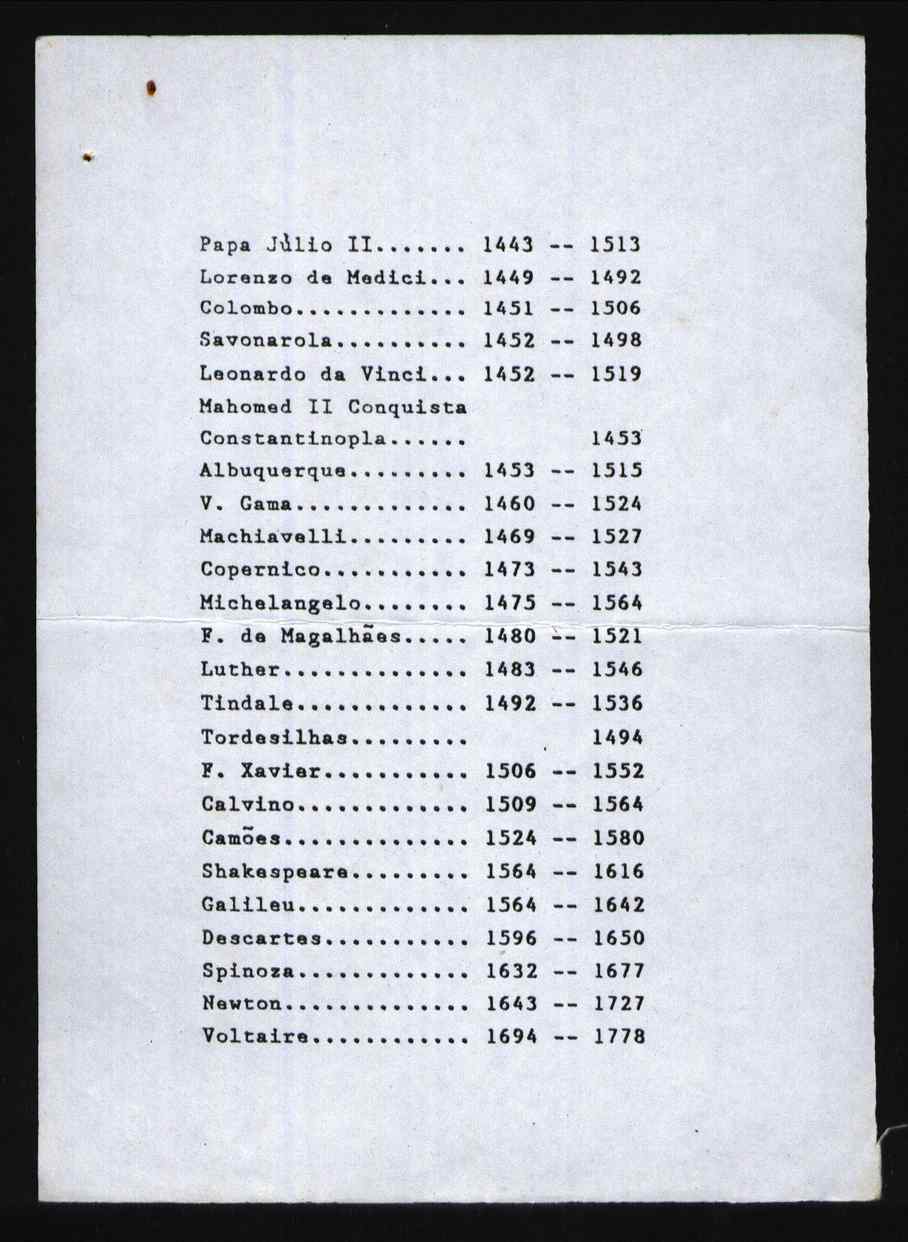 Papa Jùlio II....... 1443 -- 1513
Lorenzo de Medici... 1449 -- 1492
Colombo............. 1451 -- 1506
Savonarola.......... 1452 -- 1498
Leonardo da Vinci... 1452 -- 1519
Mahomed II Conquista
Constantinopla...... 1453
Albuquerque......... 1453 -- 1515
V. Gama............. 1460 -- 1524
Machiavelli......... 1469 -- 1527
Copernico........... 1473 -- 1543
Michelangelo........ 1475 -- 1564
F. de Magalhães..... 1480 -- 1521
Luther.............. 1483 -- 1546
Tindale............. 1492 -- 1536
Tordesilhas......... 1494
F. Xavier........... 1506 -- 1552
Calvino............. 1509 -- 1564
Camões.............. 1524 -- 1580
Shakespeare......... 1564 -- 1616
Galileu............. 1564 -- 1642
Descartes........... 1596 -- 1650
Spinoza............. 1632 -- 1677
Newton.............. 1643 -- 1727
Voltaire............ 1694 -- 1778